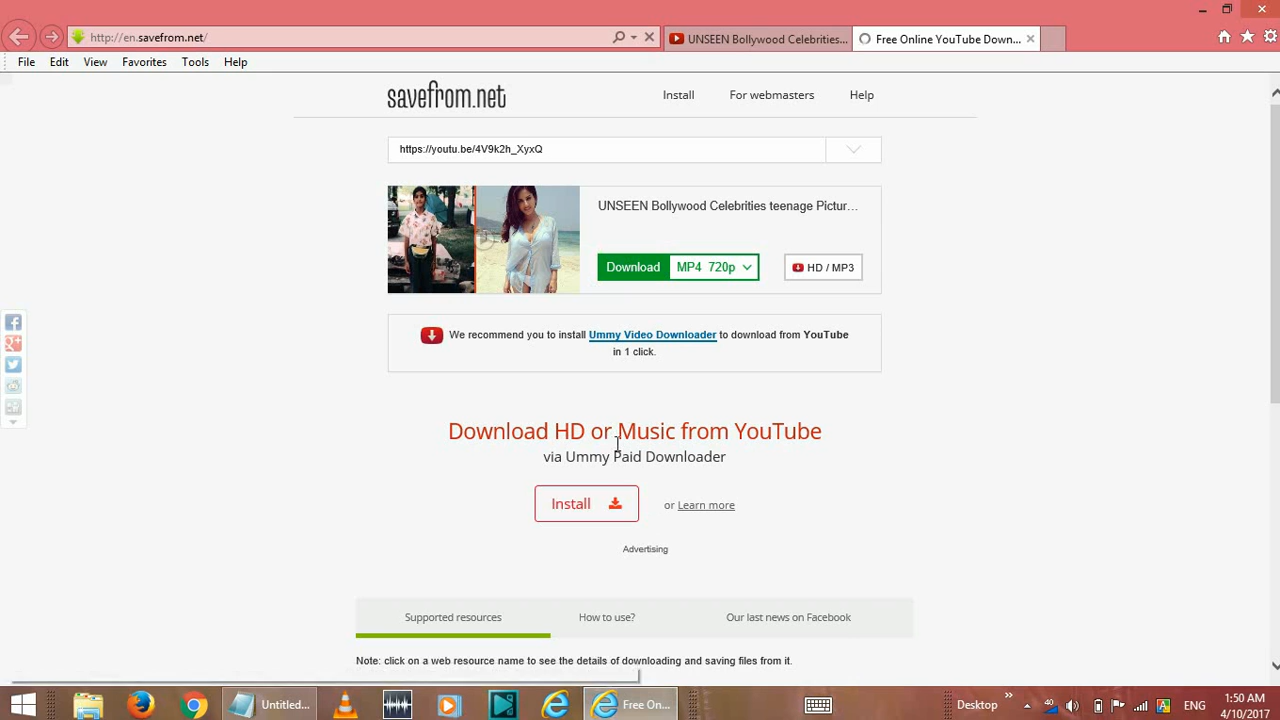 http://en.savefrom.net/
UNSEEN Bollywood Celebrities...
Free Online YouTube Down...
File Edit View Favorites Tools Help
savefrom.net
Install For webmasters Help
https://youtu.be/4V9k2h_XyxQ
UNSEEN Bollywood Celebrities teenage Pictur...
Download MP4 720p
HD / MP3
We recommend you to install Ummy Video Downloader to download from YouTube
in 1 click.
Download HD or Music from YouTube
via Ummy Paid Downloader
Install
or Learn more
Advertising
Supported resources How to use? Our last news on Facebook
Note: click on a web resource name to see the details of downloading and saving files from it.
Untitled...
Free On...
Desktop
40
ENG
1:50 AM
4/10/2017